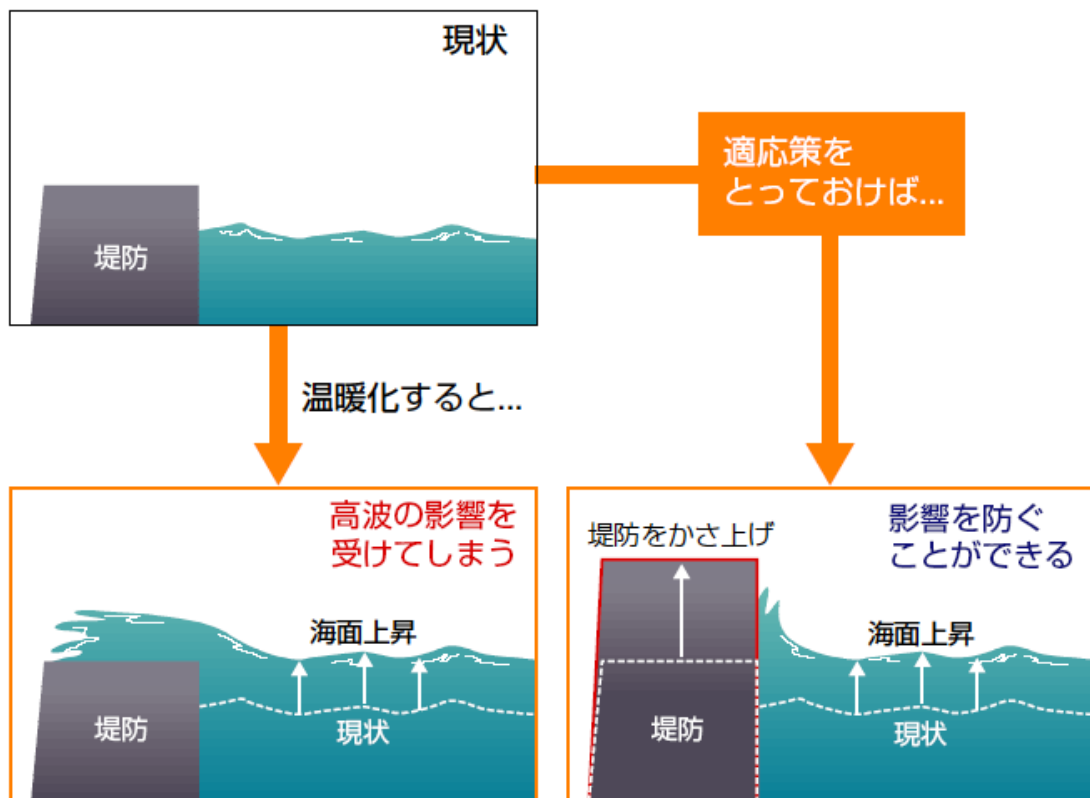 現状
堤防
適応策を
とっておけば...
温暖化すると...
高波の影響を
受けてしまう
海面上昇
堤防
現状
堤防をかさ上げ
影響を防ぐ
ことができる
海面上昇
堤防
現状